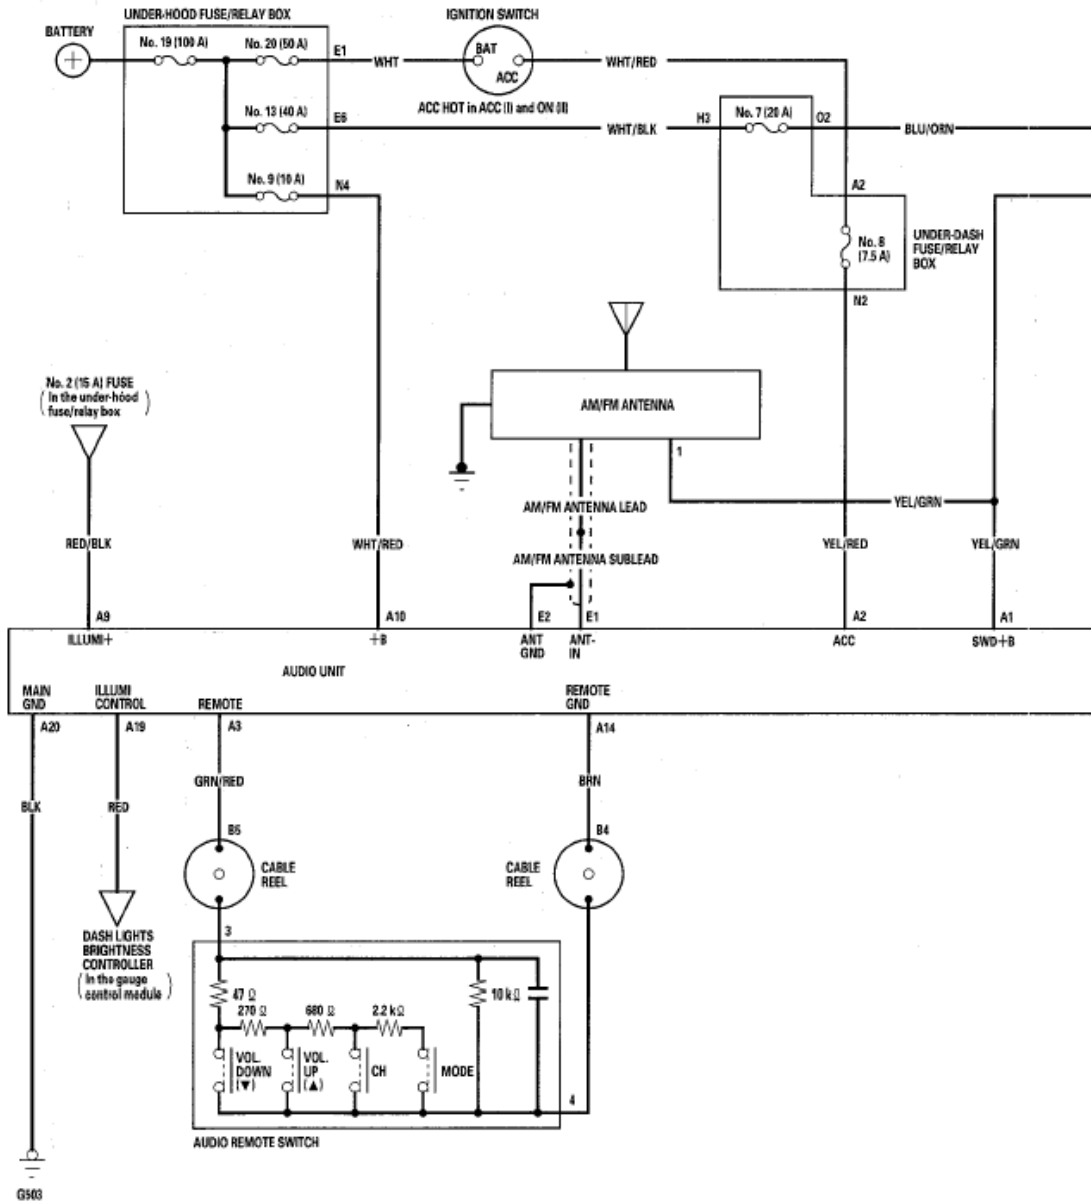 UNDER-HOOD FUSE/RELAY BOX
IGNITION SWITCH
BATTERY
No. 19 (100 A)
No. 20 (50 A)
E1
WHT
BAT
ACC
WHT/RED
ACC HOT in ACC (I) and ON (II)
No. 13 (40 A)
E6
WHT/BLK
H3
No. 7 (20 A)
O2
BLU/ORN
No. 9 (10 A)
N4
A2
No. 8
(7.5 A)
UNDER-DASH
FUSE/RELAY
BOX
N2
No. 2 (15 A) FUSE
( In the under-hood
fuse/relay box )
AM/FM ANTENNA
1
YEL/GRN
AM/FM ANTENNA LEAD
RED/BLK
WHT/RED
AM/FM ANTENNA SUBLEAD
YEL/RED
YEL/GRN
A9
A10
E2
E1
A2
A1
ILLUMI+
+B
ANT
GND
ANT-
IN
ACC
SWD+B
AUDIO UNIT
MAIN
GND
ILLUMI
CONTROL
REMOTE
REMOTE
GND
A20
A19
A3
A14
GRN/RED
BRN
BLK
RED
B5
B4
CABLE
REEL
CABLE
REEL
DASH LIGHTS
BRIGHTNESS
CONTROLLER
( In the gauge
control module )
3
47 Ω
270 Ω
680 Ω
2.2 kΩ
10 kΩ
VOL.
DOWN
(▼)
VOL.
UP
(▲)
CH
MODE
4
AUDIO REMOTE SWITCH
G503